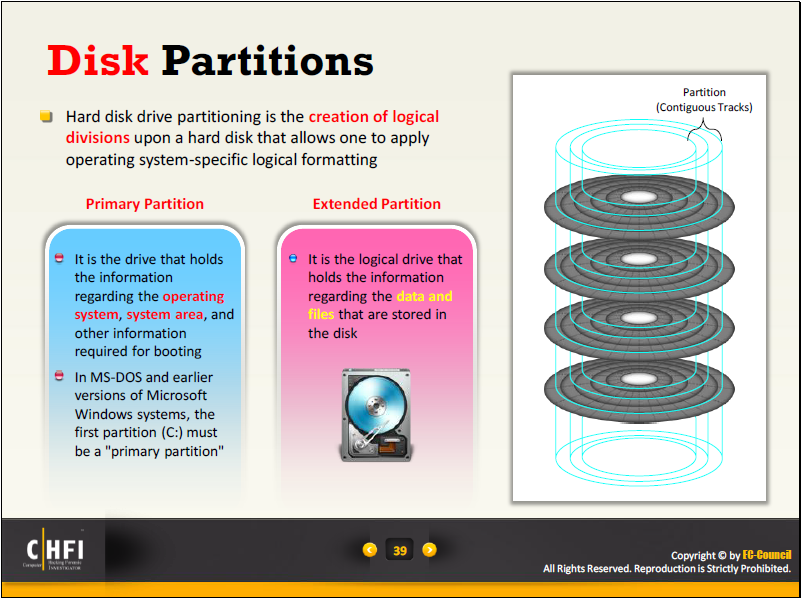 Disk Partitions
Hard disk drive partitioning is the creation of logical
divisions upon a hard disk that allows one to apply
operating system-specific logical formatting
Primary Partition
It is the drive that holds
the information
regarding the operating
system, system area, and
other information
required for booting
In MS-DOS and earlier
versions of Microsoft
Windows systems, the
first partition (C:) must
be a "primary partition"
Extended Partition
It is the logical drive that
holds the information
regarding the data and
files that are stored in
the disk
Partition
(Contiguous Tracks)
CHFI
Computer Hacking Forensic
INVESTIGATOR
39
Copyright © by EC-Council
All Rights Reserved. Reproduction is Strictly Prohibited.